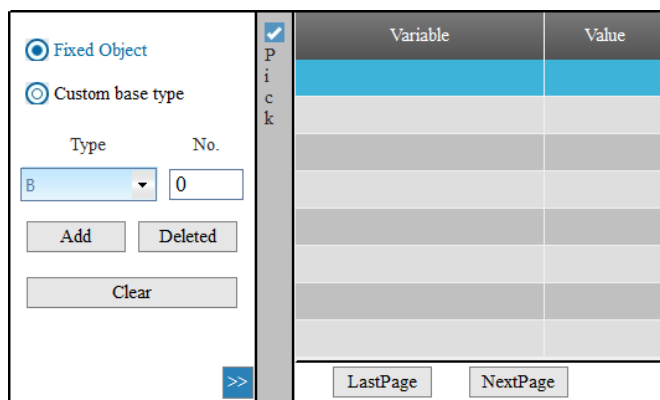 Fixed Object
Custom base type
Type No.
B 0
Add Deleted
Clear
>>
P
i
c
k
Variable Value
LastPage NextPage